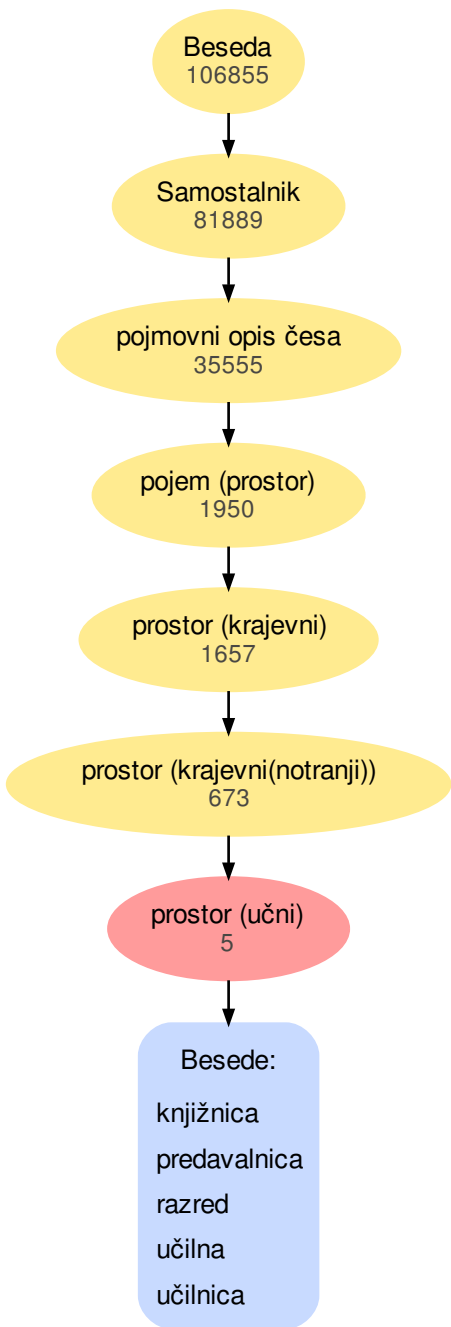 Beseda
106855
Samostalnik
81889
pojmovni opis česa
35555
pojem (prostor)
1950
prostor (krajevni)
1657
prostor (krajevni(notranji))
673
prostor (učni)
5
Besede:
knjižnica
predavalnica
razred
učilna
učilnica